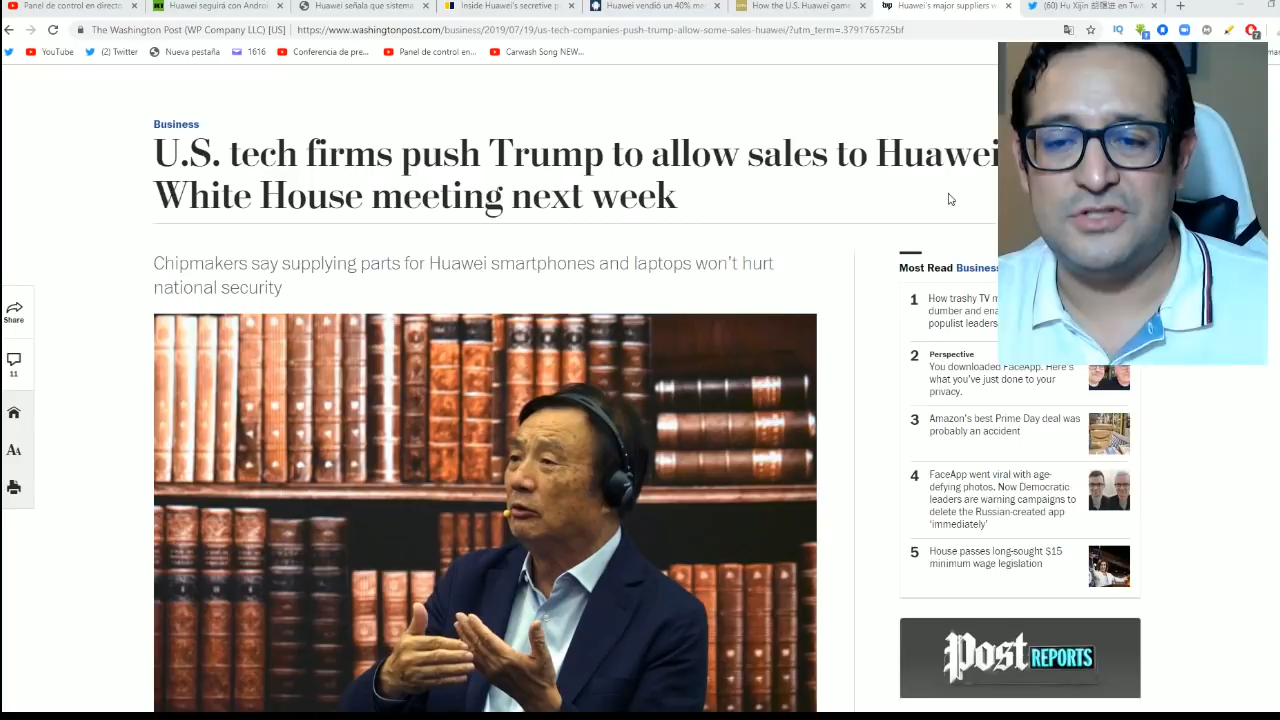 Panel de control en directo
Huawei seguirá con Androi
Huawei señala que sistema
Inside Huawei's secretive p
Huawei vendió un 40% me
How the U.S. Huawei game
Huawei's major suppliers w
(60) Hu Xijin 胡锡进 en Twit
The Washington Post (WP Company LLC) [US]
https://www.washingtonpost.com/business/2019/07/19/us-tech-companies-push-trump-allow-some-sales-huawei/?utm_term=.3791765725bf
YouTube
(2) Twitter
Nueva pestaña
1616
Conferencia de pre...
Panel de control en...
Carwash Song NEW...
Business
U.S. tech firms push Trump to allow sales to Huawei
White House meeting next week
Chipmakers say supplying parts for Huawei smartphones and laptops won't hurt
national security
Share
11
AA
Most Read Business
1
How trashy TV m
dumber and ena
populist leaders
2
Perspective
You downloaded FaceApp. Here's
what you've just done to your
privacy.
3
Amazon's best Prime Day deal was
probably an accident
4
FaceApp went viral with age-
defying photos. Now Democratic
leaders are warning campaigns to
delete the Russian-created app
'immediately'
5
House passes long-sought $15
minimum wage legislation
Post REPORTS